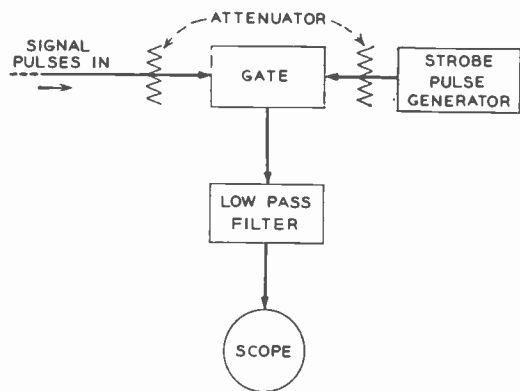 ATTENUATOR
SIGNAL
PULSES IN
GATE
STROBE
PULSE
GENERATOR
LOW PASS
FILTER
SCOPE